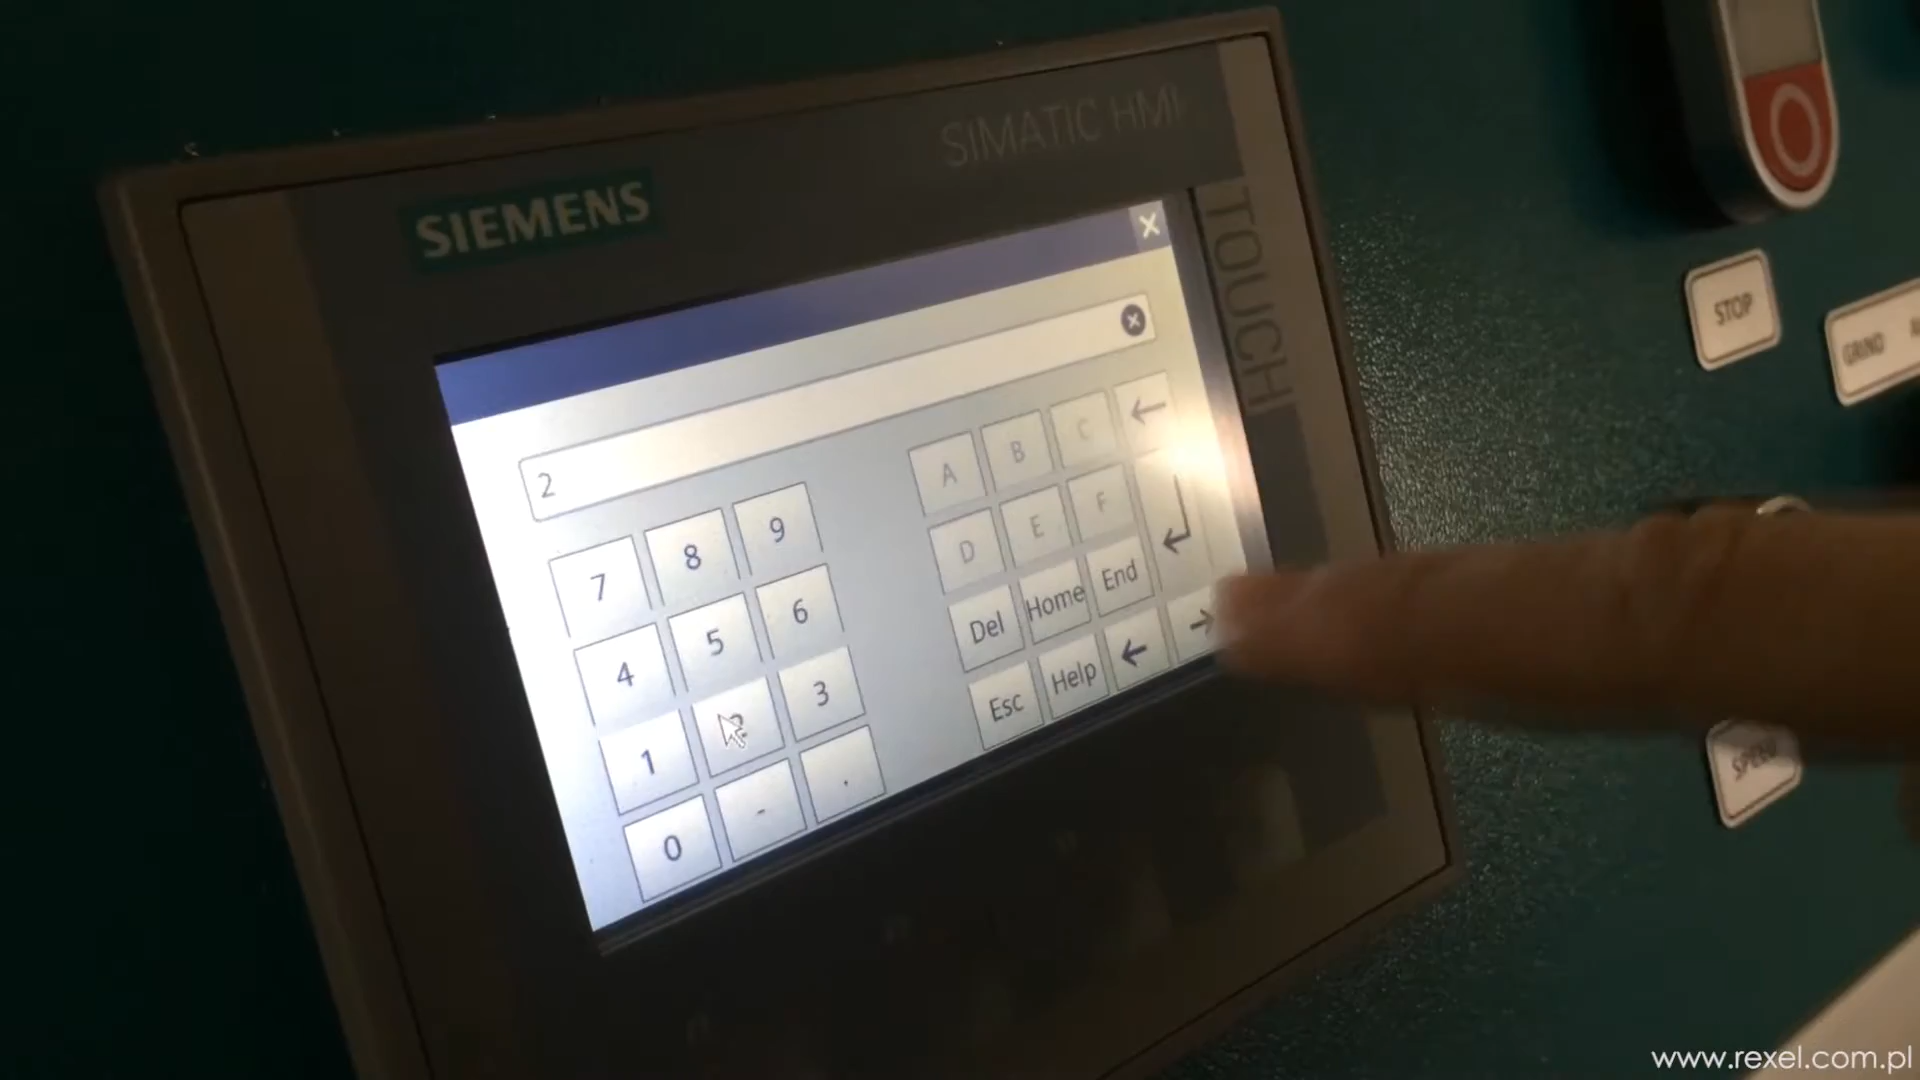 SIMATIC HMI
SIEMENS
TOUCH
X
2
7 8 9
4 5 6
1 3
0 - .
A B C ←
D E F
Del Home End
Esc Help ← →
STOP
GRIND
www.rexel.com.pl